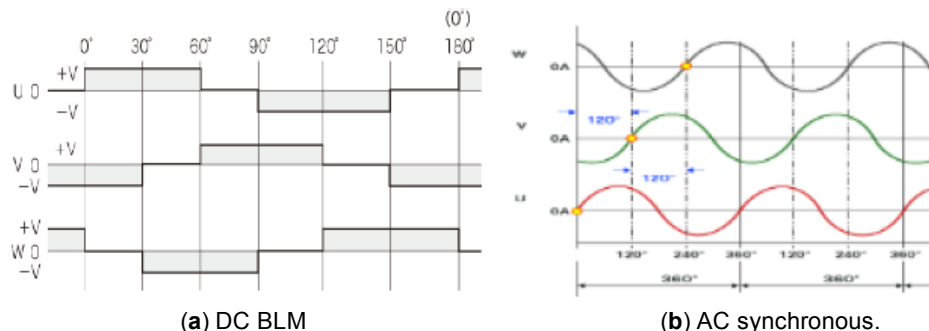 (0°)
0° 30° 60° 90° 120° 150° 180°
+V
U 0
−V
+V
V 0
−V
+V
W 0
−V
W
0A
V
120°
0A
120°
U
0A
120° 240° 360° 120° 240° 360°
360° 360°
(a) DC BLM
(b) AC synchronous.